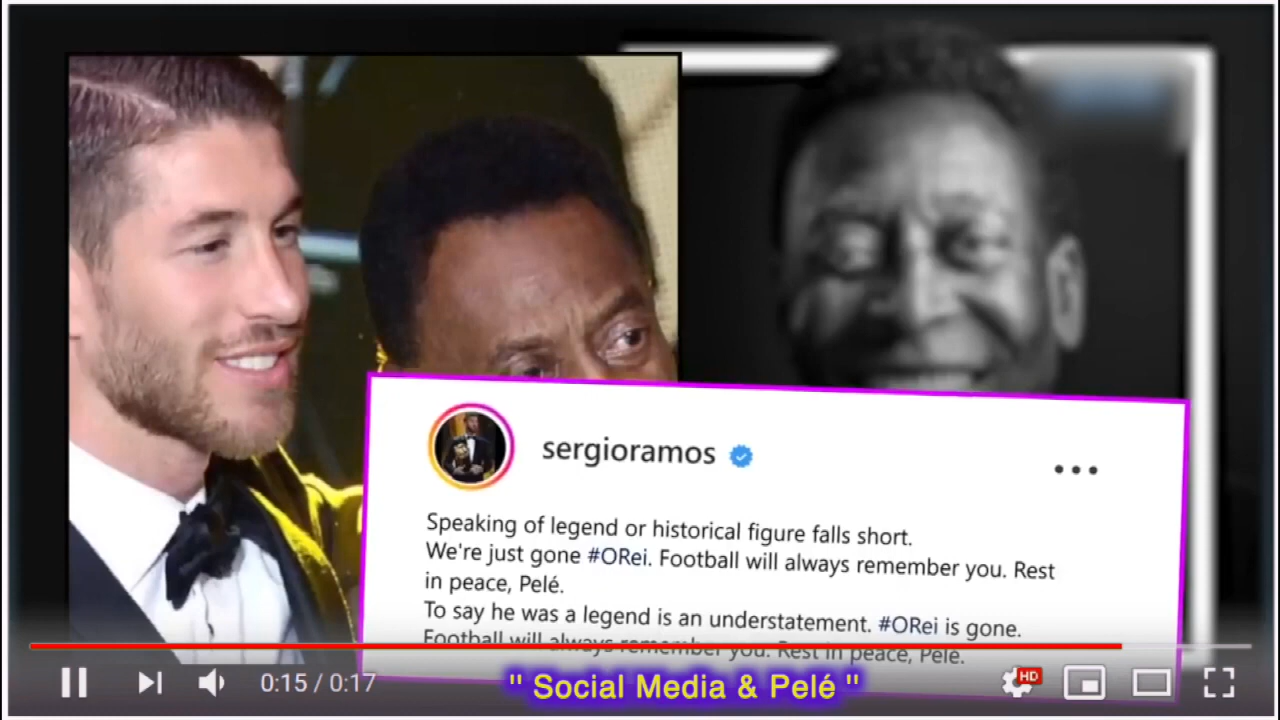 sergioramos
Speaking of legend or historical figure falls short.
We're just gone #ORei. Football will always remember you. Rest
in peace, Pelé.
To say he was a legend is an understatement. #ORei is gone.
Football will always remember you. Rest in peace, Pele.
0:15 / 0:17
" Social Media & Pelé "
HD